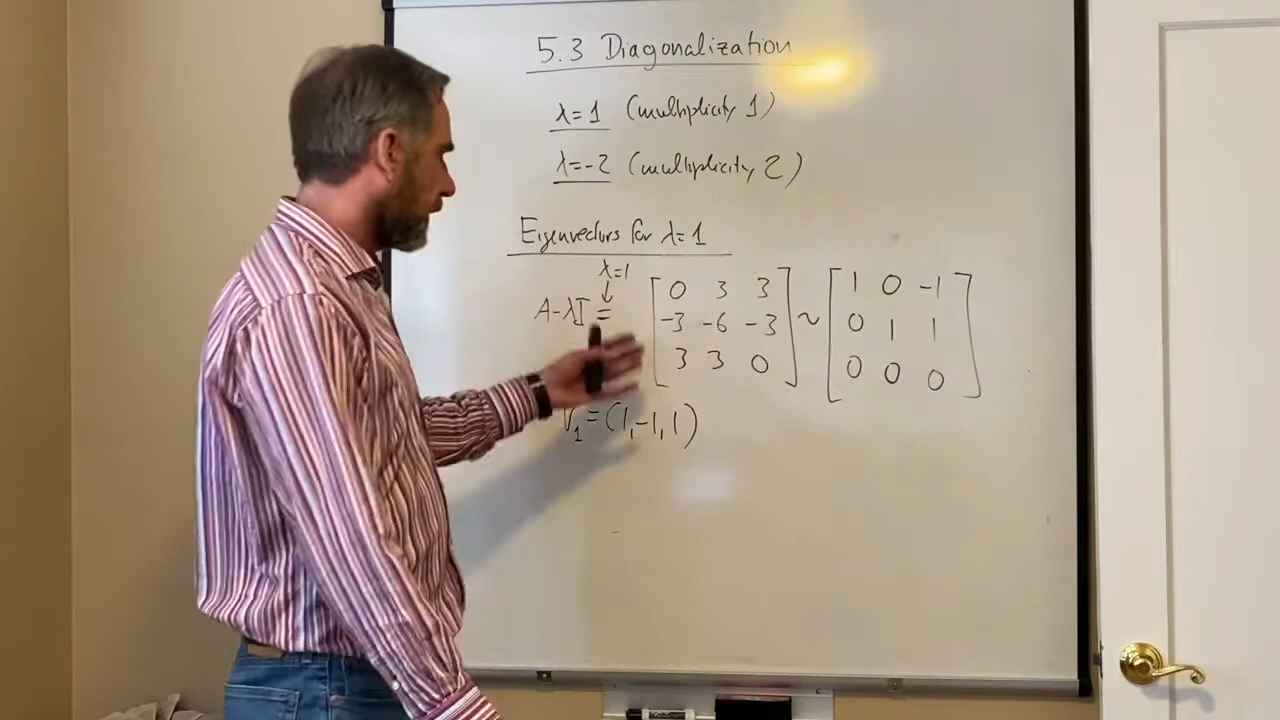 5.3 Diagonalization
λ=1 (multiplicity 1)
λ=-2 (multiplicity 2)
Eigenvectors for λ=1
λ=1
↓
A-λI = [0 3 3; -3 -6 -3; 3 3 0] ~ [1 0 -1; 0 1 1; 0 0 0]
V₁=(1,-1,1)